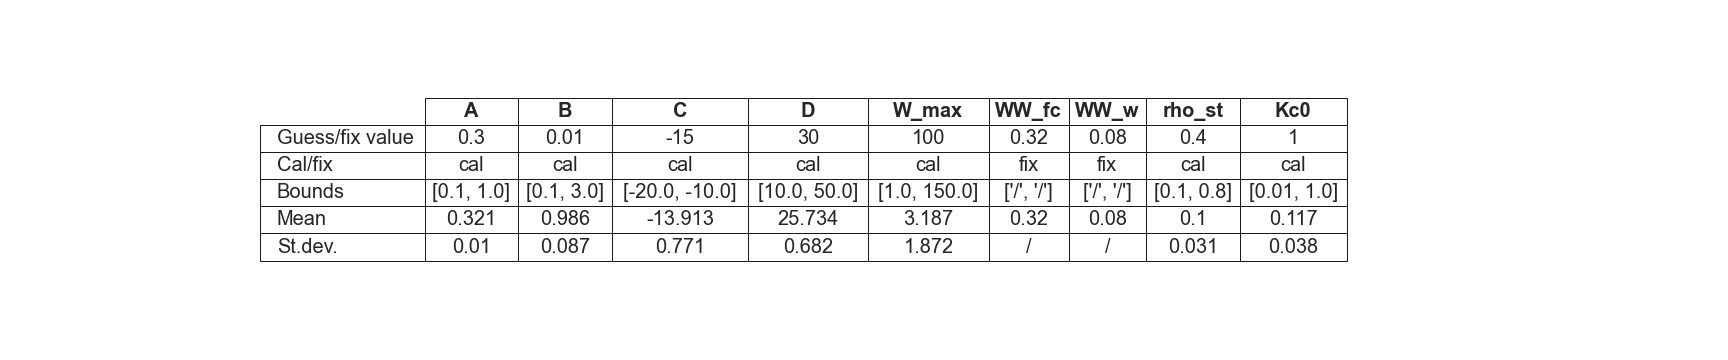 A B C D W_max WW_fc WW_w rho_st Kc0
Guess/fix value 0.3 0.01 -15 30 100 0.32 0.08 0.4 1
Cal/fix cal cal cal cal cal fix fix cal cal
Bounds [0.1, 1.0] [0.1, 3.0] [-20.0, -10.0] [10.0, 50.0] [1.0, 150.0] ['/', '/'] ['/', '/'] [0.1, 0.8] [0.01, 1.0]
Mean 0.321 0.986 -13.913 25.734 3.187 0.32 0.08 0.1 0.117
St.dev. 0.01 0.087 0.771 0.682 1.872 / / 0.031 0.038